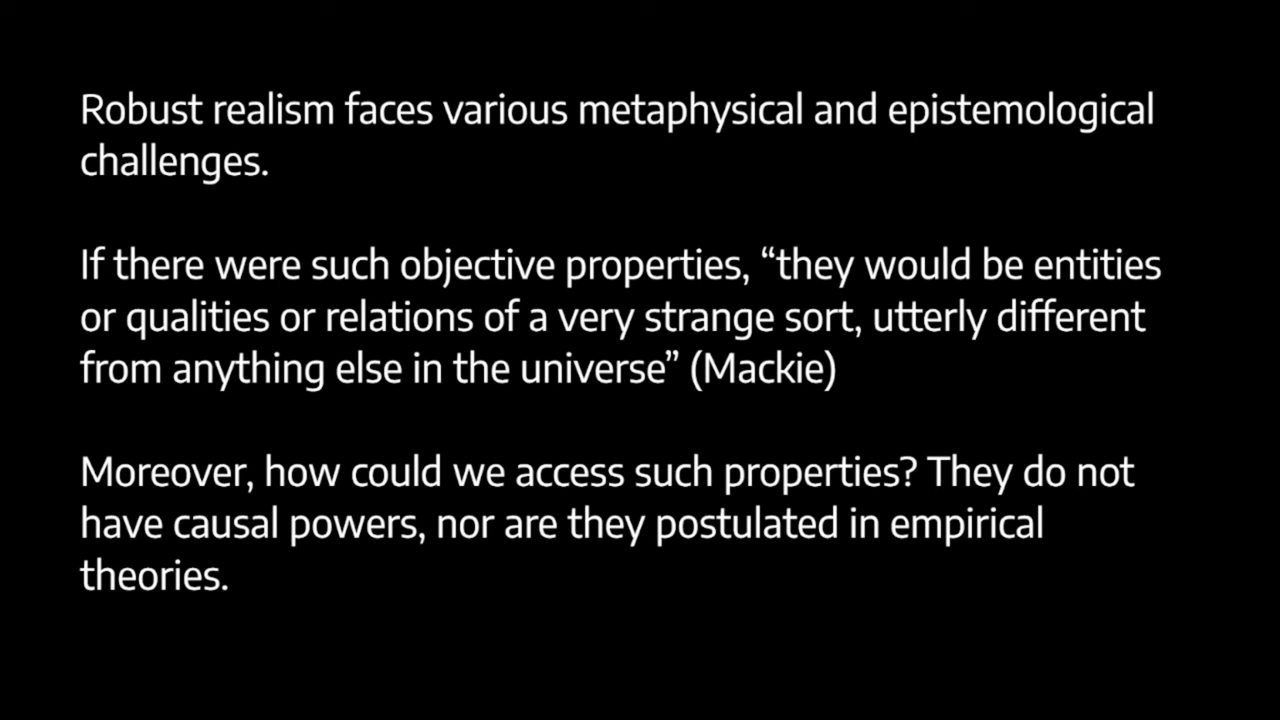 Robust realism faces various metaphysical and epistemological
challenges.
If there were such objective properties, “they would be entities
or qualities or relations of a very strange sort, utterly different
from anything else in the universe” (Mackie)
Moreover, how could we access such properties? They do not
have causal powers, nor are they postulated in empirical
theories.